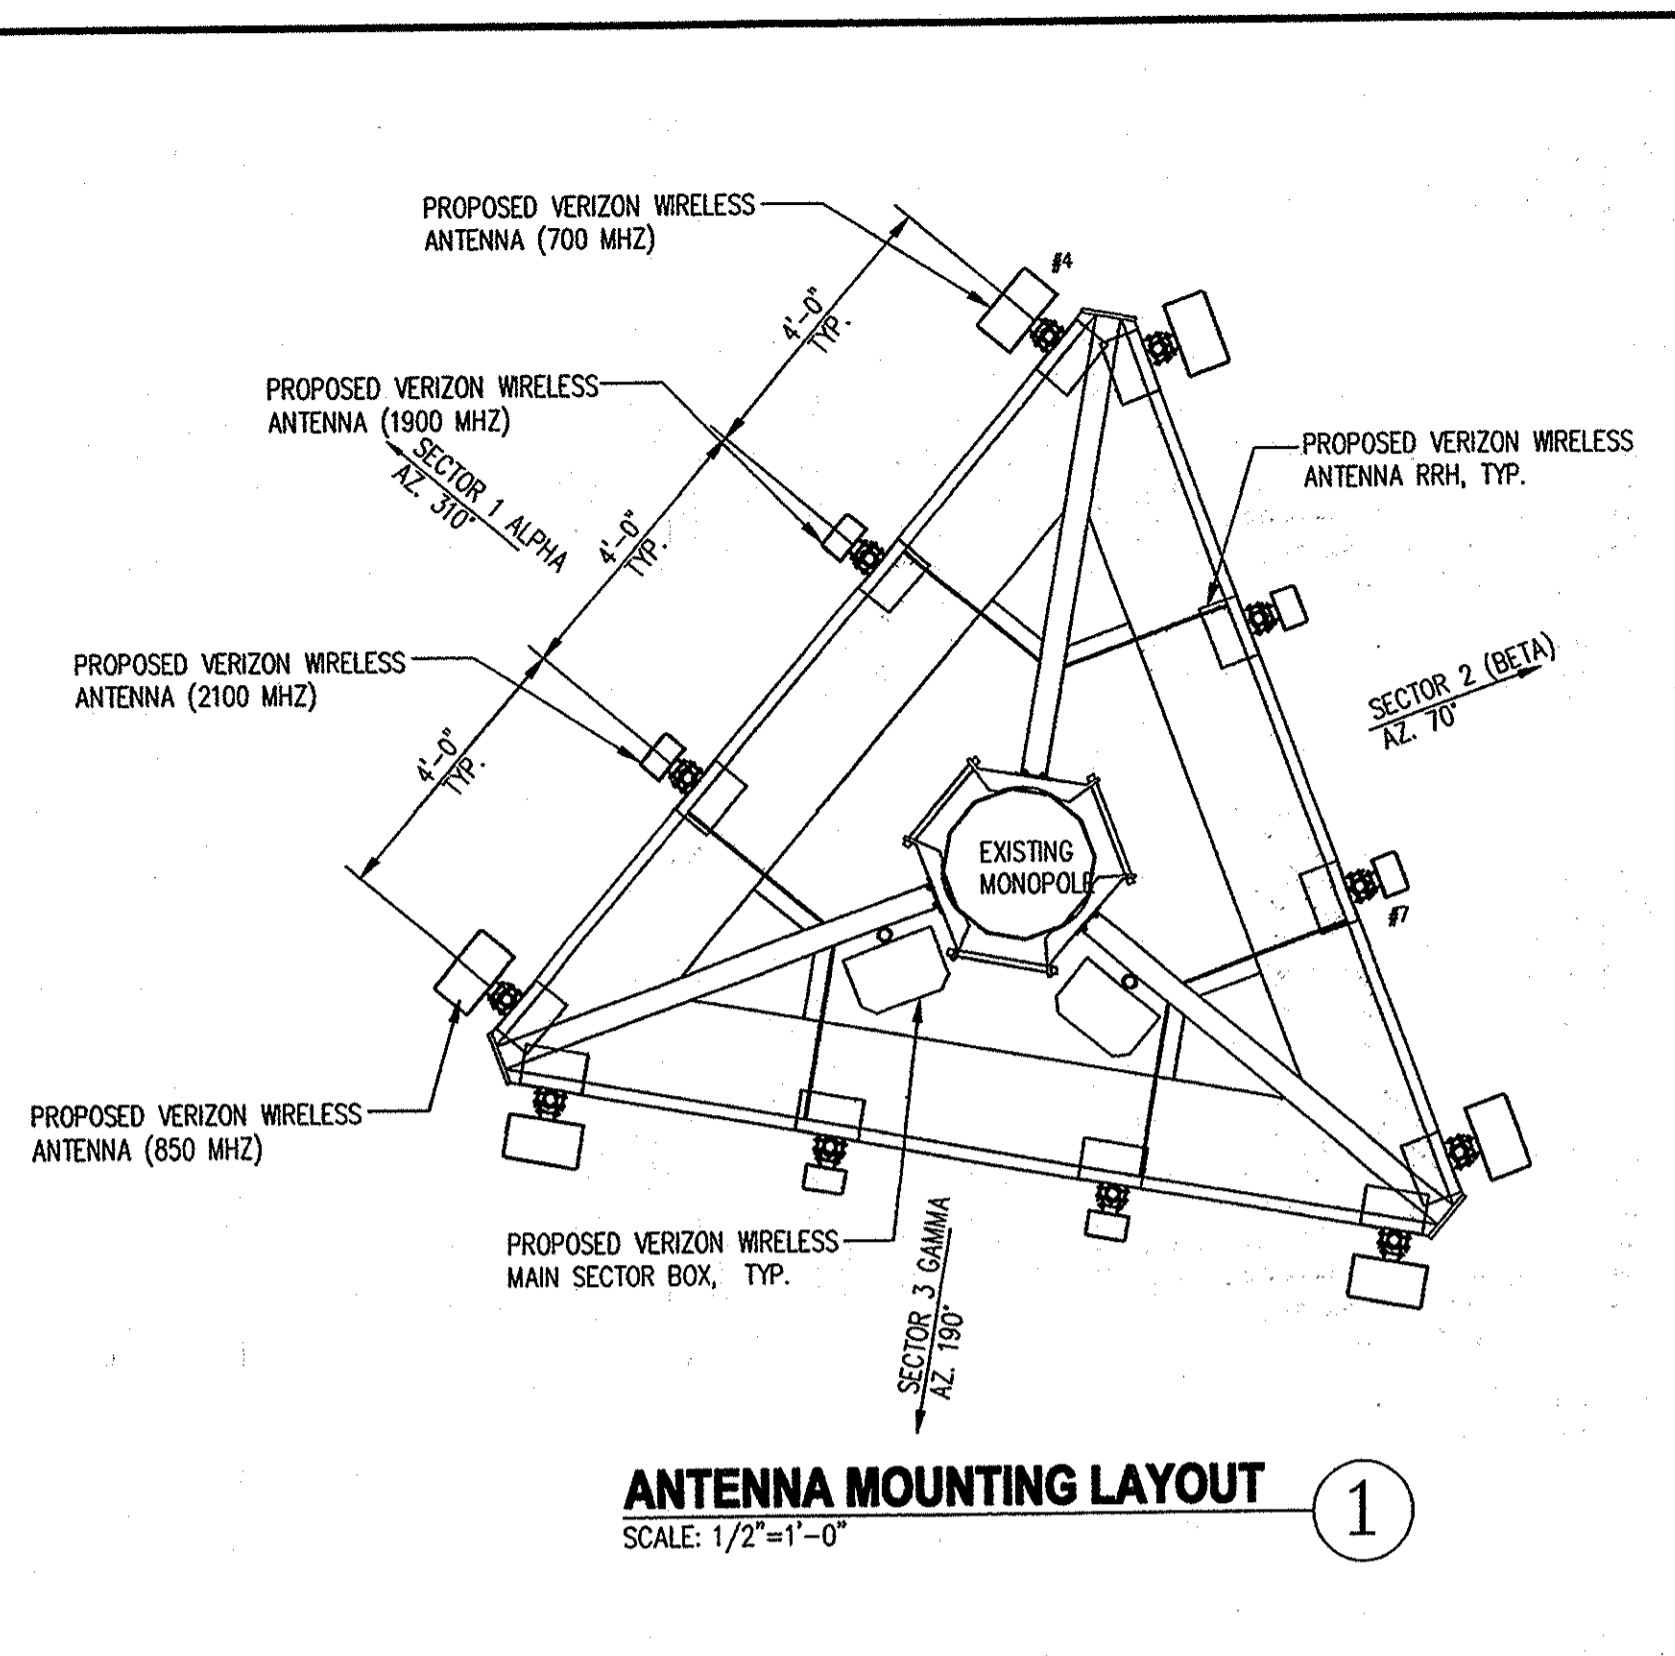 PROPOSED VERIZON WIRELESS
ANTENNA (700 MHZ)
#4
4'-0"
TYP.
PROPOSED VERIZON WIRELESS
ANTENNA (1900 MHZ)
SECTOR 1 ALPHA
AZ. 310°
4'-0"
TYP.
PROPOSED VERIZON WIRELESS
ANTENNA RRH, TYP.
PROPOSED VERIZON WIRELESS
ANTENNA (2100 MHZ)
4'-0"
TYP.
SECTOR 2 (BETA)
AZ. 70°
EXISTING
MONOPOLE
#7
PROPOSED VERIZON WIRELESS
ANTENNA (850 MHZ)
PROPOSED VERIZON WIRELESS
MAIN SECTOR BOX, TYP.
SECTOR 3 GAMMA
AZ. 190°
ANTENNA MOUNTING LAYOUT
SCALE: 1/2"=1'-0"
1